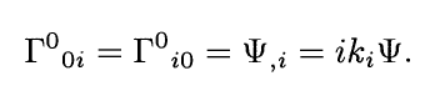 Γ⁰₀ᵢ = Γ⁰ᵢ₀ = Ψ,ᵢ = ikᵢΨ.